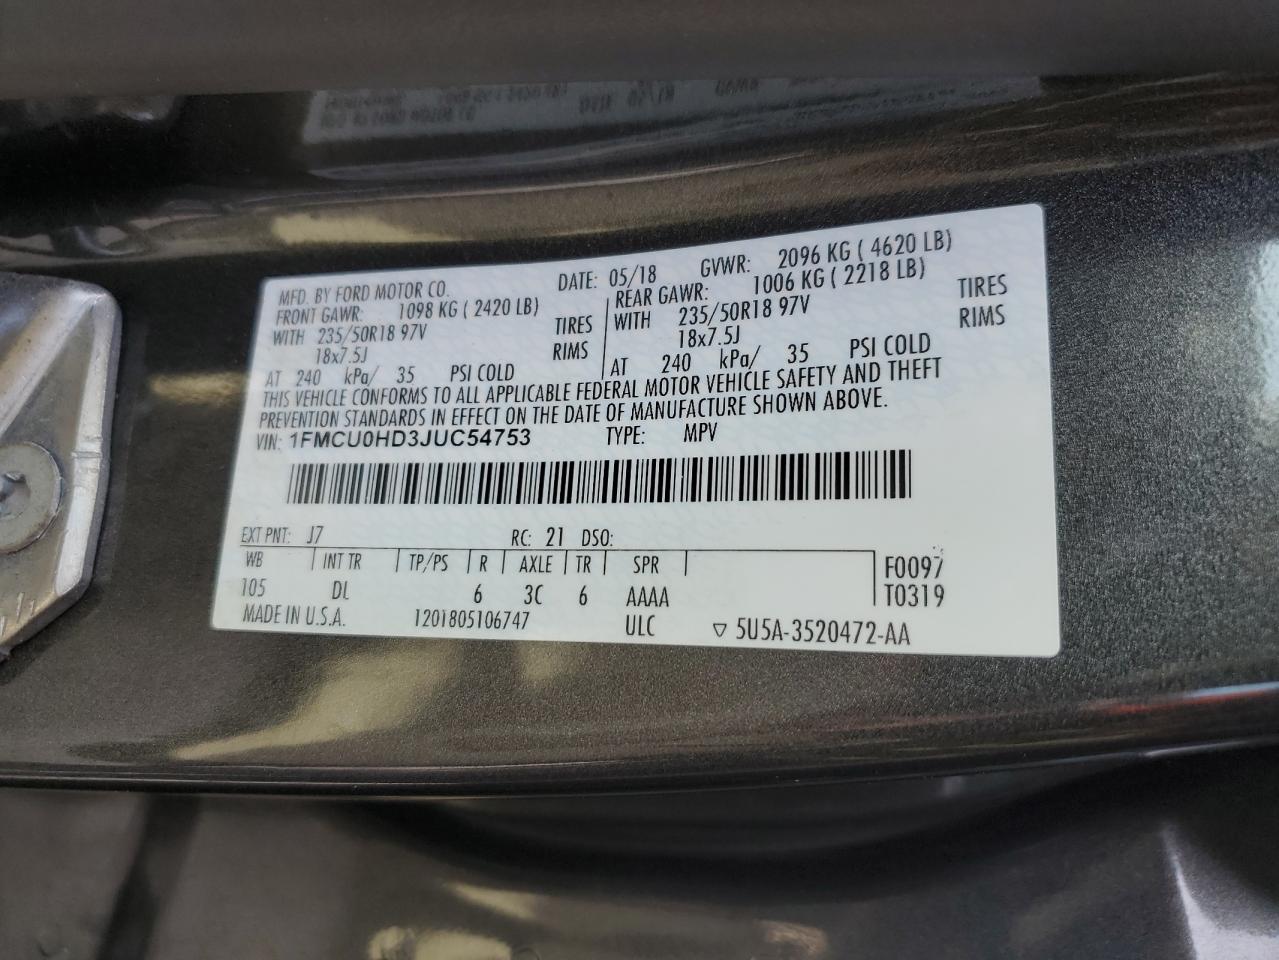 MFD. BY FORD MOTOR CO. DATE: 05/18 GVWR: 2096 KG ( 4620 LB)
FRONT GAWR: 1098 KG ( 2420 LB) REAR GAWR: 1006 KG ( 2218 LB)
WITH 235/50R18 97V TIRES WITH 235/50R18 97V TIRES
18x7.5J RIMS 18x7.5J RIMS
AT 240 kPa/ 35 PSI COLD AT 240 kPa/ 35 PSI COLD
THIS VEHICLE CONFORMS TO ALL APPLICABLE FEDERAL MOTOR VEHICLE SAFETY AND THEFT
PREVENTION STANDARDS IN EFFECT ON THE DATE OF MANUFACTURE SHOWN ABOVE.
VIN: 1FMCU0HD3JUC54753 TYPE: MPV
EXT PNT: J7 RC: 21 DSO:
WB INT TR TP/PS R AXLE TR SPR F0097
105 DL 6 3C 6 AAAA T0319
MADE IN U.S.A. 1201805106747 ULC ▽ 5U5A-3520472-AA